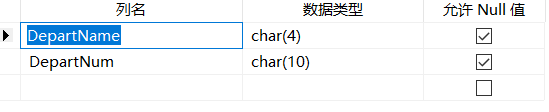 列名 数据类型 允许 Null 值
DepartName char(4)
DepartNum char(10)